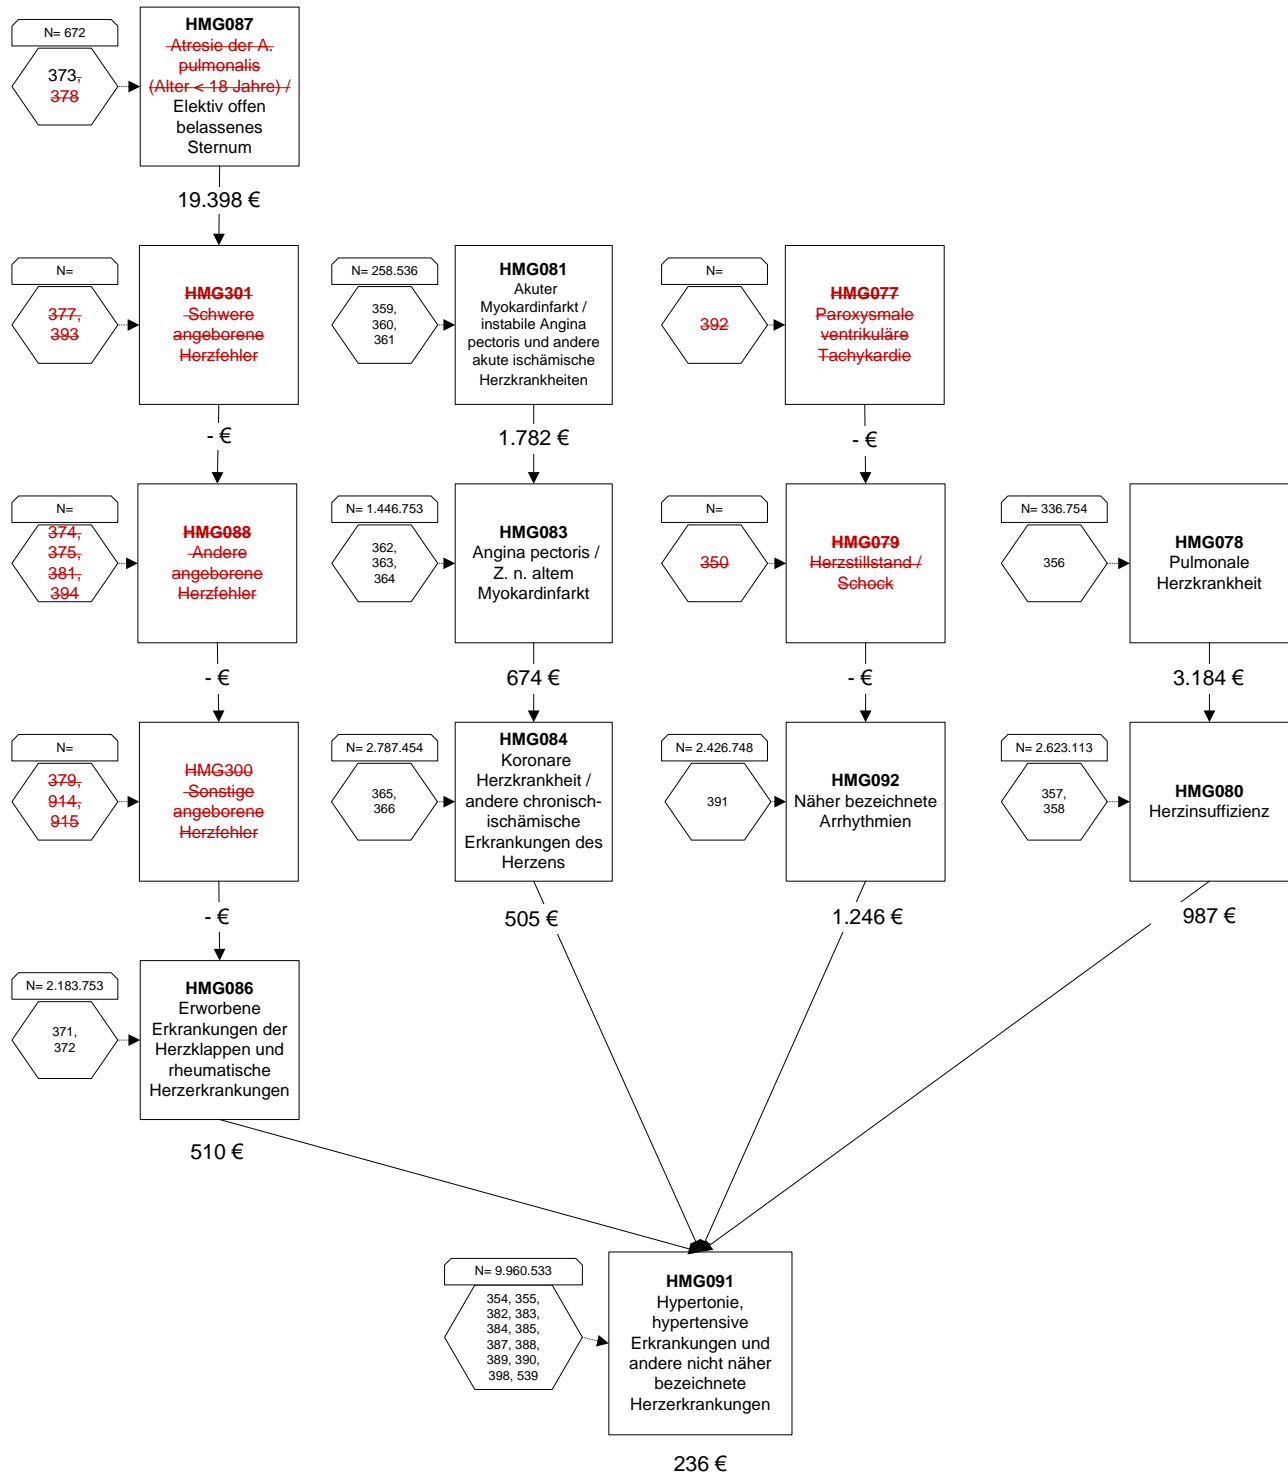 N= 672
373,
378
HMG087
Atresie der A.
pulmonalis
(Alter < 18 Jahre) /
Elektiv offen
belassenes
Sternum
19.398 €
N=
377,
393
HMG301
Schwere
angeborene
Herzfehler
- €
N= 258.536
359,
360,
361
HMG081
Akuter
Myokardinfarkt /
instabile Angina
pectoris und andere
akute ischämische
Herzkrankheiten
1.782 €
N=
392
HMG077
Paroxysmale
ventrikuläre
Tachykardie
- €
N=
374,
375,
381,
394
HMG088
Andere
angeborene
Herzfehler
- €
N= 1.446.753
362,
363,
364
HMG083
Angina pectoris /
Z. n. altem
Myokardinfarkt
674 €
N=
350
HMG079
Herzstillstand /
Schock
- €
N= 336.754
356
HMG078
Pulmonale
Herzkrankheit
3.184 €
N=
379,
914,
915
HMG300
Sonstige
angeborene
Herzfehler
- €
N= 2.787.454
365,
366
HMG084
Koronare
Herzkrankheit /
andere chronisch-
ischämische
Erkrankungen des
Herzens
505 €
N= 2.426.748
391
HMG092
Näher bezeichnete
Arrhythmien
1.246 €
N= 2.623.113
357,
358
HMG080
Herzinsuffizienz
987 €
N= 2.183.753
371,
372
HMG086
Erworbene
Erkrankungen der
Herzklappen und
rheumatische
Herzerkrankungen
510 €
N= 9.960.533
354, 355,
382, 383,
384, 385,
387, 388,
389, 390,
398, 539
HMG091
Hypertonie,
hypertensive
Erkrankungen und
andere nicht näher
bezeichnete
Herzerkrankungen
236 €